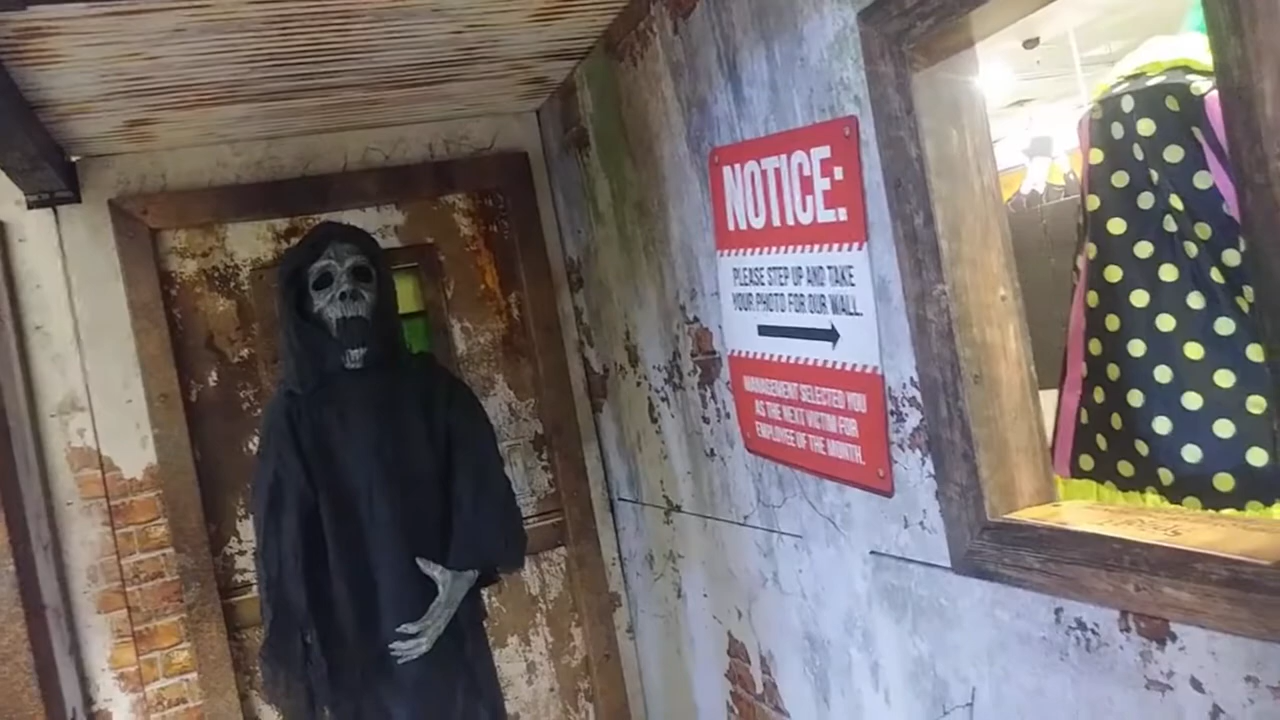 NOTICE:
PLEASE STEP UP AND TAKE
YOUR PHOTO FOR OUR WALL.
MANAGEMENT SELECTED YOU
AS THE NEXT VICTIM FOR
EMPLOYEE OF THE MONTH.